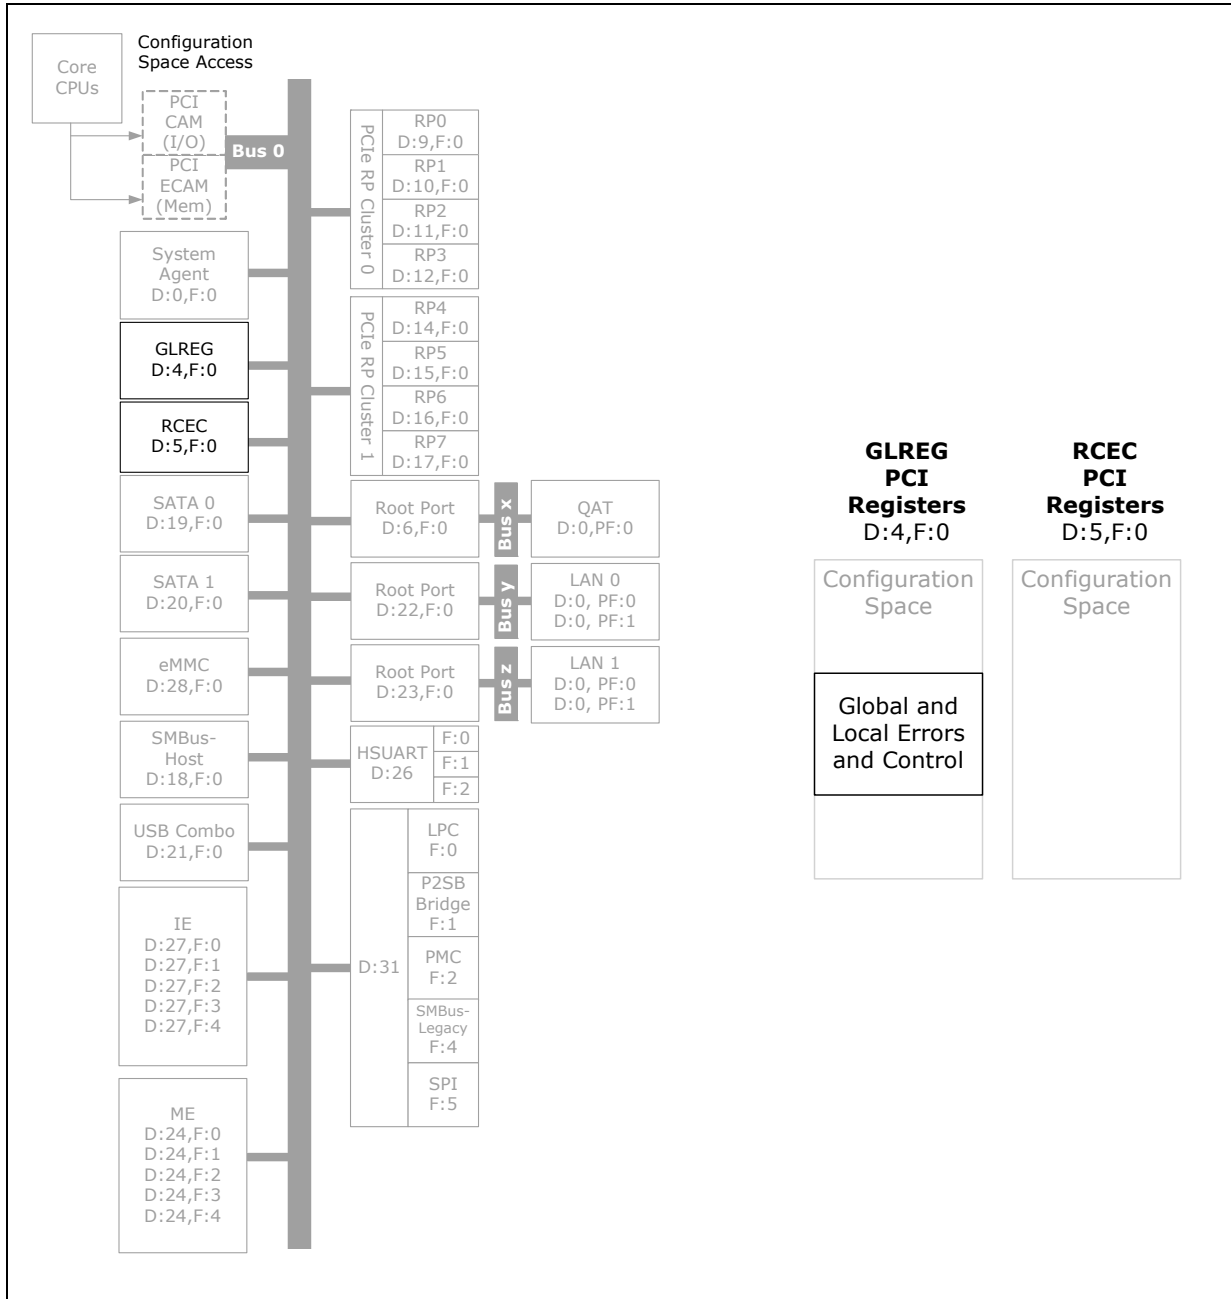 Configuration
Space Access
Core
CPUs
PCI
CAM
(I/O)
PCI
ECAM
(Mem)
Bus 0
System
Agent
D:0,F:0
GLREG
D:4,F:0
RCEC
D:5,F:0
SATA 0
D:19,F:0
SATA 1
D:20,F:0
eMMC
D:28,F:0
SMBus-
Host
D:18,F:0
USB Combo
D:21,F:0
IE
D:27,F:0
D:27,F:1
D:27,F:2
D:27,F:3
D:27,F:4
ME
D:24,F:0
D:24,F:1
D:24,F:2
D:24,F:3
D:24,F:4
PCIe RP Cluster 0
RP0
D:9,F:0
RP1
D:10,F:0
RP2
D:11,F:0
RP3
D:12,F:0
PCIe RP Cluster 1
RP4
D:14,F:0
RP5
D:15,F:0
RP6
D:16,F:0
RP7
D:17,F:0
Root Port
D:6,F:0
Bus x
QAT
D:0,PF:0
Root Port
D:22,F:0
Bus y
LAN 0
D:0, PF:0
D:0, PF:1
Root Port
D:23,F:0
Bus z
LAN 1
D:0, PF:0
D:0, PF:1
HSUART
D:26
F:0
F:1
F:2
D:31
LPC
F:0
P2SB
Bridge
F:1
PMC
F:2
SMBus-
Legacy
F:4
SPI
F:5
GLREG
PCI
Registers
D:4,F:0
Configuration
Space
Global and
Local Errors
and Control
RCEC
PCI
Registers
D:5,F:0
Configuration
Space